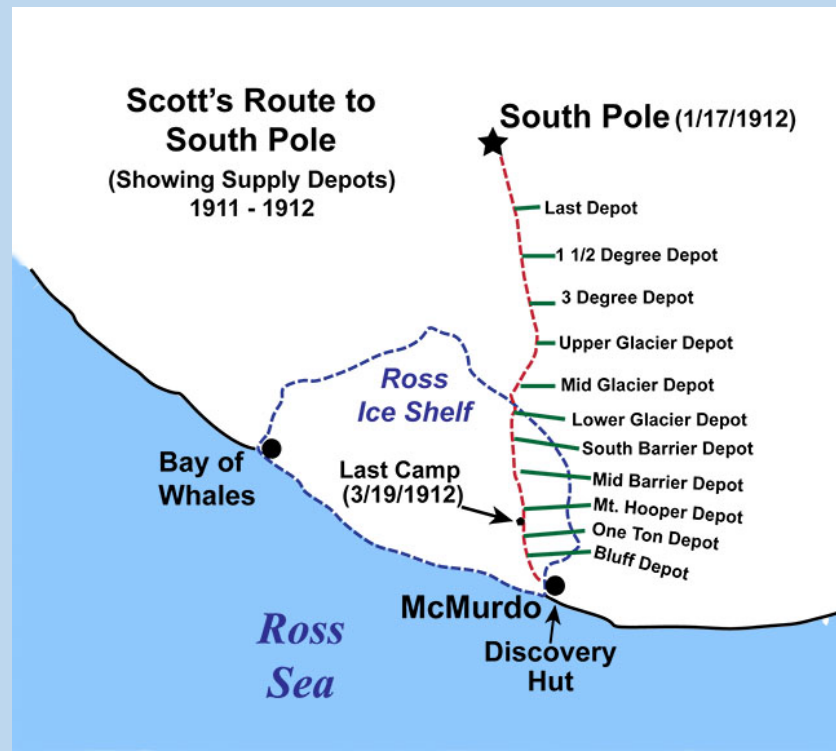 Scott's Route to
South Pole
(Showing Supply Depots)
1911 - 1912
South Pole (1/17/1912)
Last Depot
1 1/2 Degree Depot
3 Degree Depot
Upper Glacier Depot
Mid Glacier Depot
Lower Glacier Depot
South Barrier Depot
Mid Barrier Depot
Mt. Hooper Depot
One Ton Depot
Bluff Depot
Ross
Ice Shelf
Bay of
Whales
Last Camp
(3/19/1912)
McMurdo
Discovery
Hut
Ross
Sea